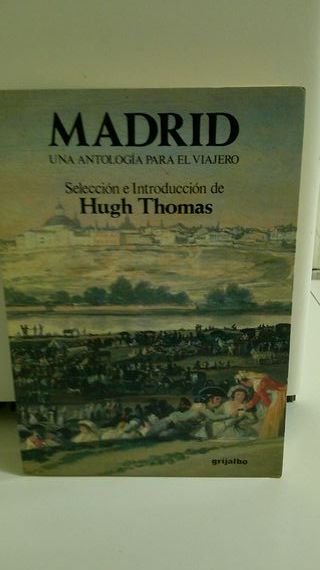 MADRID
UNA ANTOLOGÍA PARA EL VIAJERO
Selección e Introducción de
Hugh Thomas
grijalbo